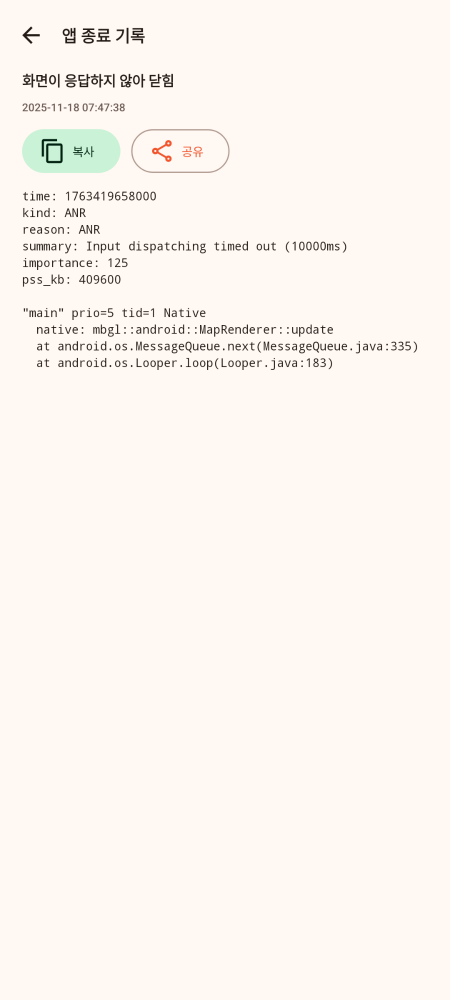 앱 종료 기록
화면이 응답하지 않아 닫힘
2025-11-18 07:47:38
복사
공유
time: 1763419658000
kind: ANR
reason: ANR
summary: Input dispatching timed out (10000ms)
importance: 125
pss_kb: 409600
"main" prio=5 tid=1 Native
native: mbgl::android::MapRenderer::update
at android.os.MessageQueue.next(MessageQueue.java:335)
at android.os.Looper.loop(Looper.java:183)